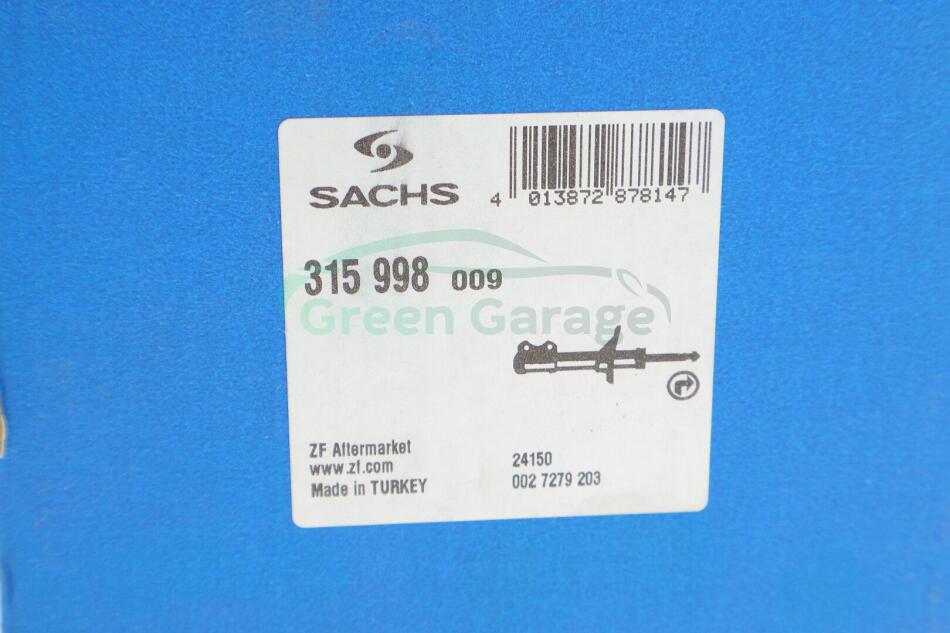 SACHS
4 013872 878147
315 998 009
Green Garage
ZF Aftermarket
www.zf.com
Made in TURKEY
24150
002 7279 203